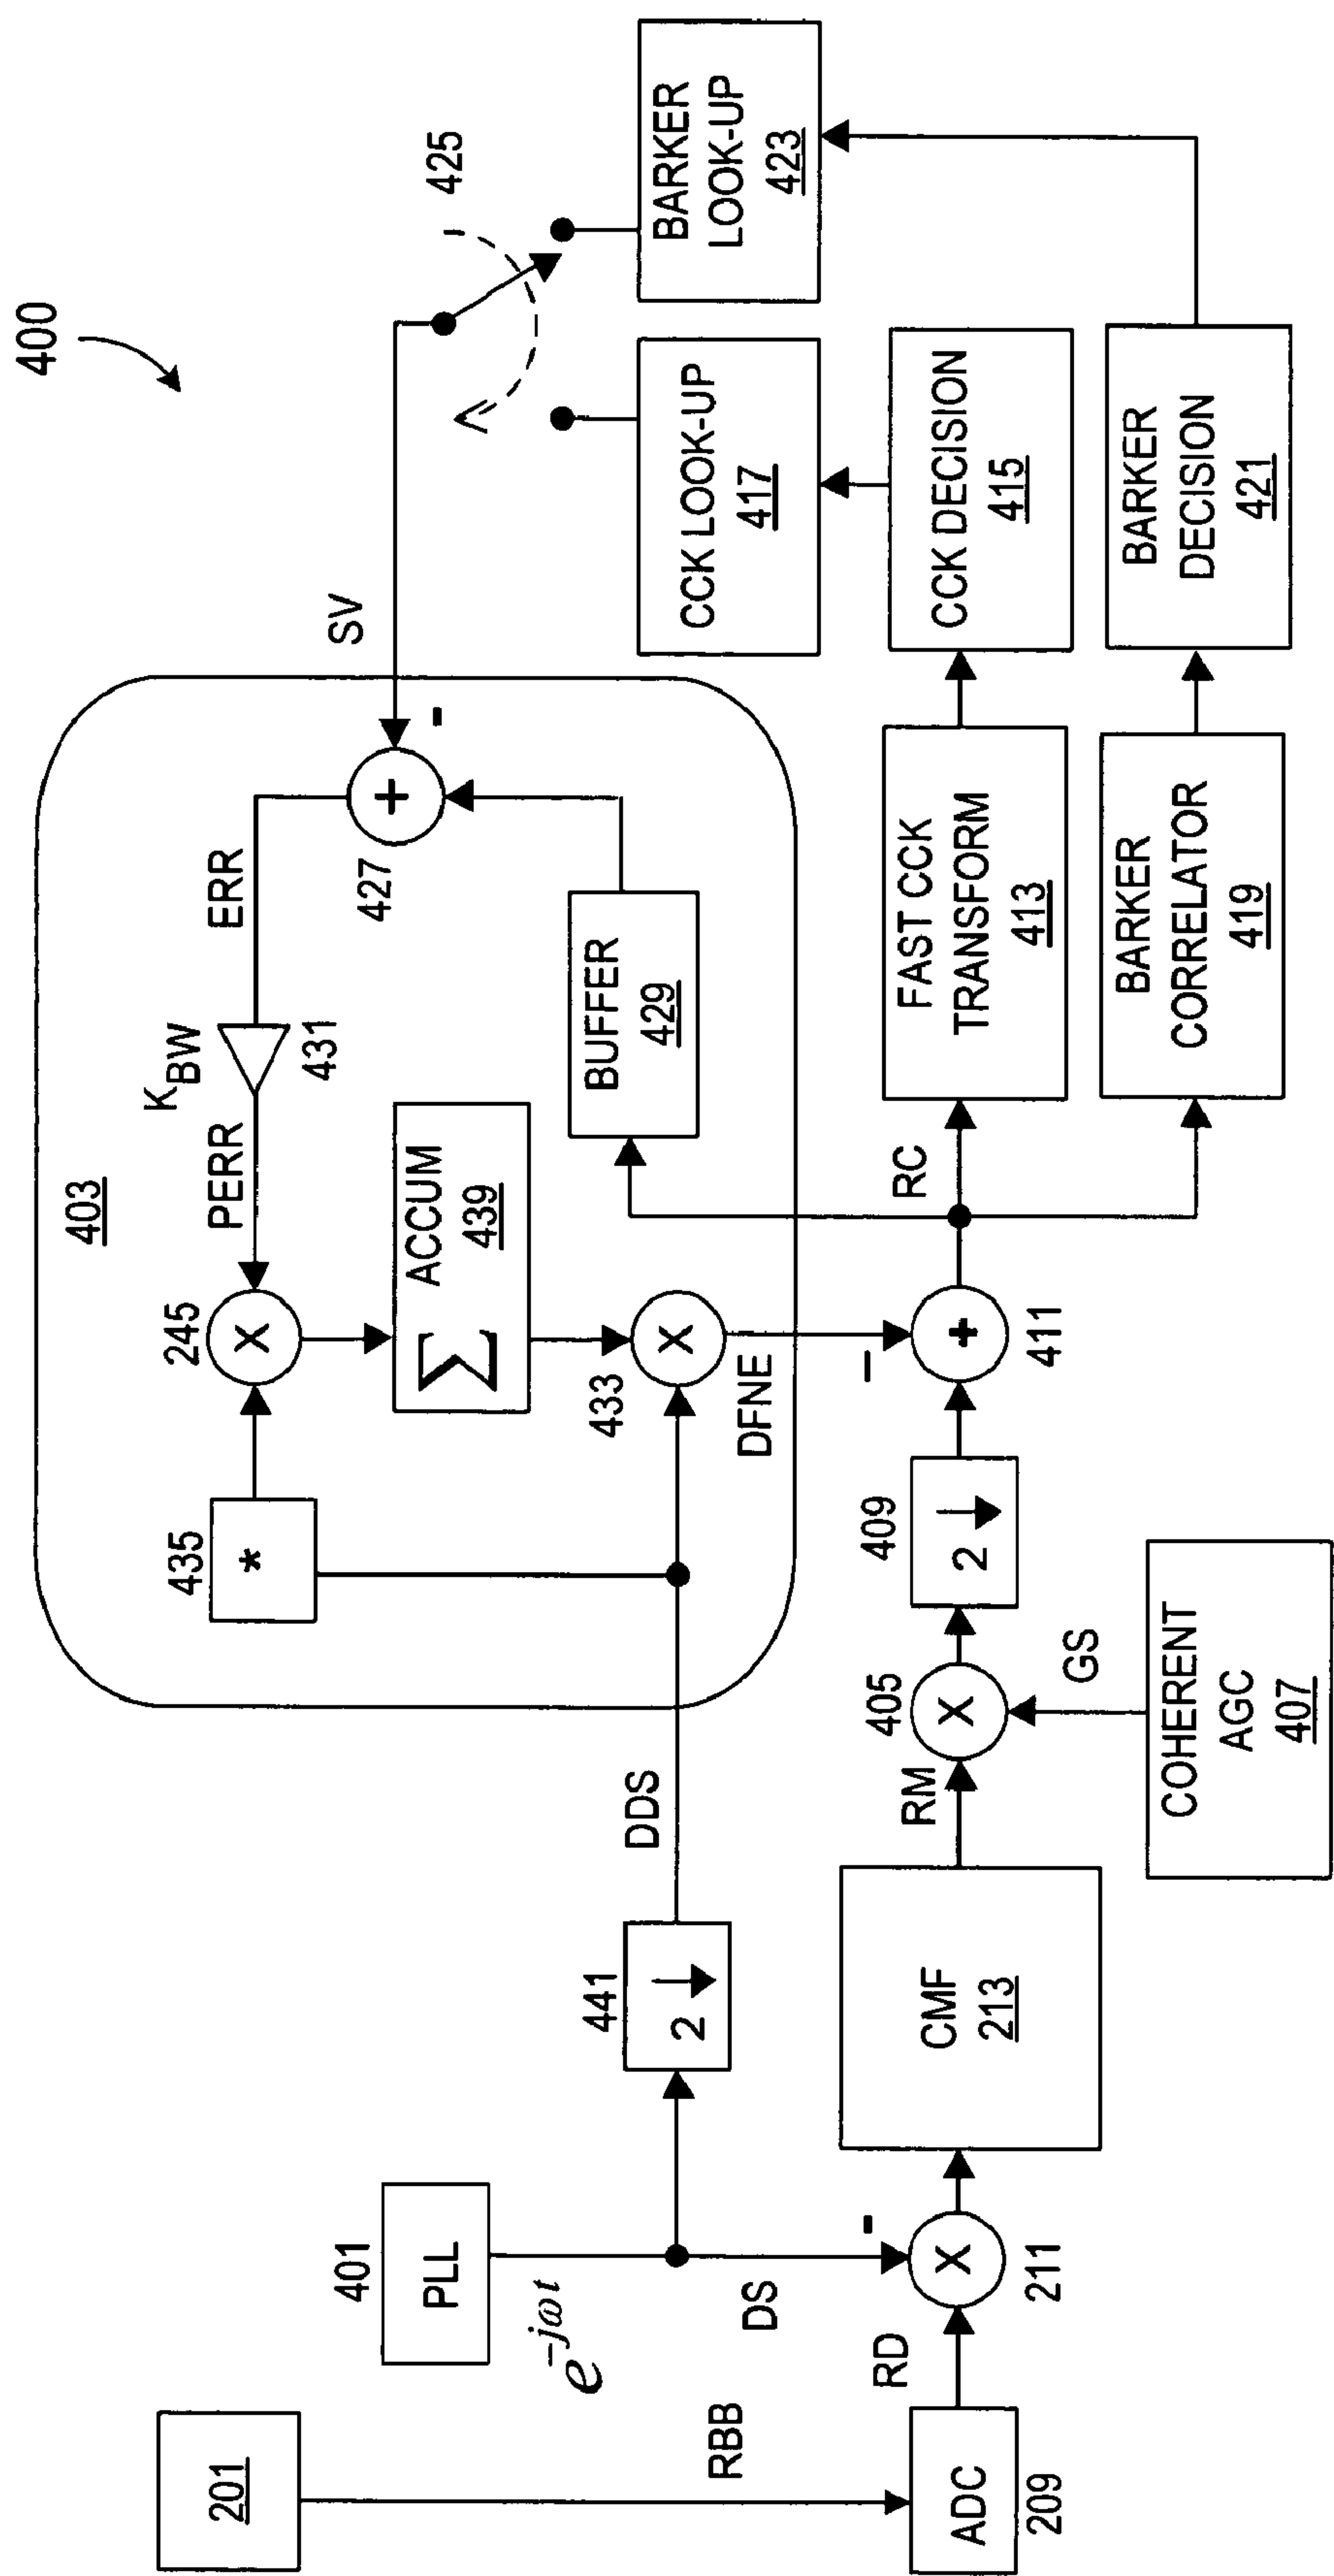 400
403
435
*
245
X
PERR
K BW
431
ERR
427
+
-
SV
425
ACCUM
Σ 439
433
X
DFNE
BUFFER
429
CCK LOOK-UP
417
BARKER
LOOK-UP
423
201
401
PLL
e^-jωt
RBB
DS
-
441
2↓
DDS
ADC
209
RD
X
211
CMF
213
RM
405
X
GS
COHERENT
AGC
407
409
2↓
-
+
411
RC
FAST CCK
TRANSFORM
413
CCK DECISION
415
BARKER
CORRELATOR
419
BARKER
DECISION
421